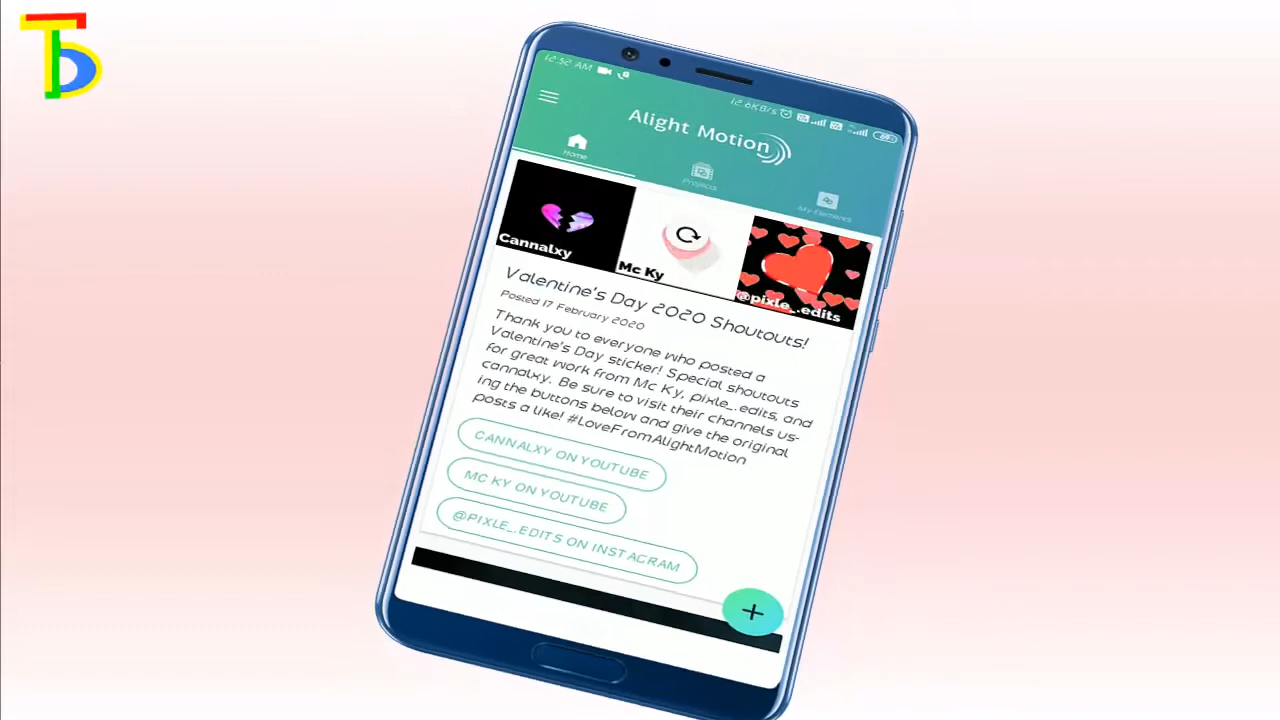 12:52 AM
12.6KB/s
69
Alight Motion
Home
Projects
My Elements
Cannalxy
Mc Ky
@pixle_.edits
Valentine's Day 2020 Shoutouts!
Posted 17 February 2020
Thank you to everyone who posted a
Valentine's Day sticker! Special shoutouts
for great work from Mc Ky, pixle_.edits, and
cannalxy. Be sure to visit their channels us-
ing the buttons below and give the original
posts a like! #LoveFromAlightMotion
CANNALXY ON YOUTUBE
MC KY ON YOUTUBE
@PIXLE_.EDITS ON INSTAGRAM